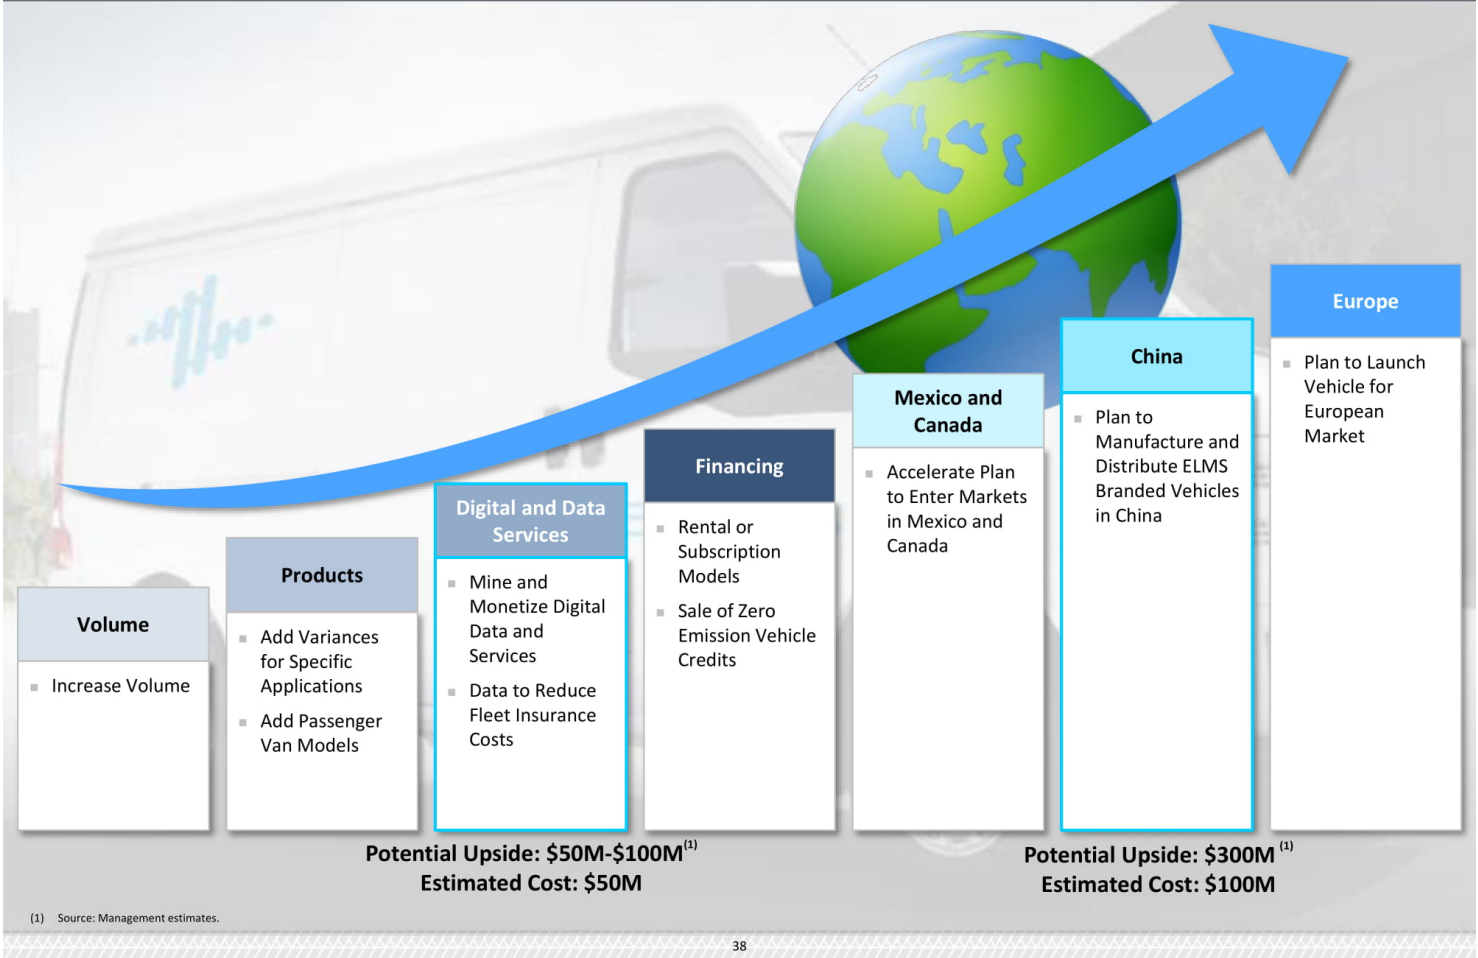 Volume
Increase Volume
Products
Add Variances
for Specific
Applications
Add Passenger
Van Models
Digital and Data
Services
Mine and
Monetize Digital
Data and
Services
Data to Reduce
Fleet Insurance
Costs
Financing
Rental or
Subscription
Models
Sale of Zero
Emission Vehicle
Credits
Mexico and
Canada
Accelerate Plan
to Enter Markets
in Mexico and
Canada
China
Plan to
Manufacture and
Distribute ELMS
Branded Vehicles
in China
Europe
Plan to Launch
Vehicle for
European
Market
Potential Upside: $50M-$100M(1)
Estimated Cost: $50M
Potential Upside: $300M (1)
Estimated Cost: $100M
(1) Source: Management estimates.
38